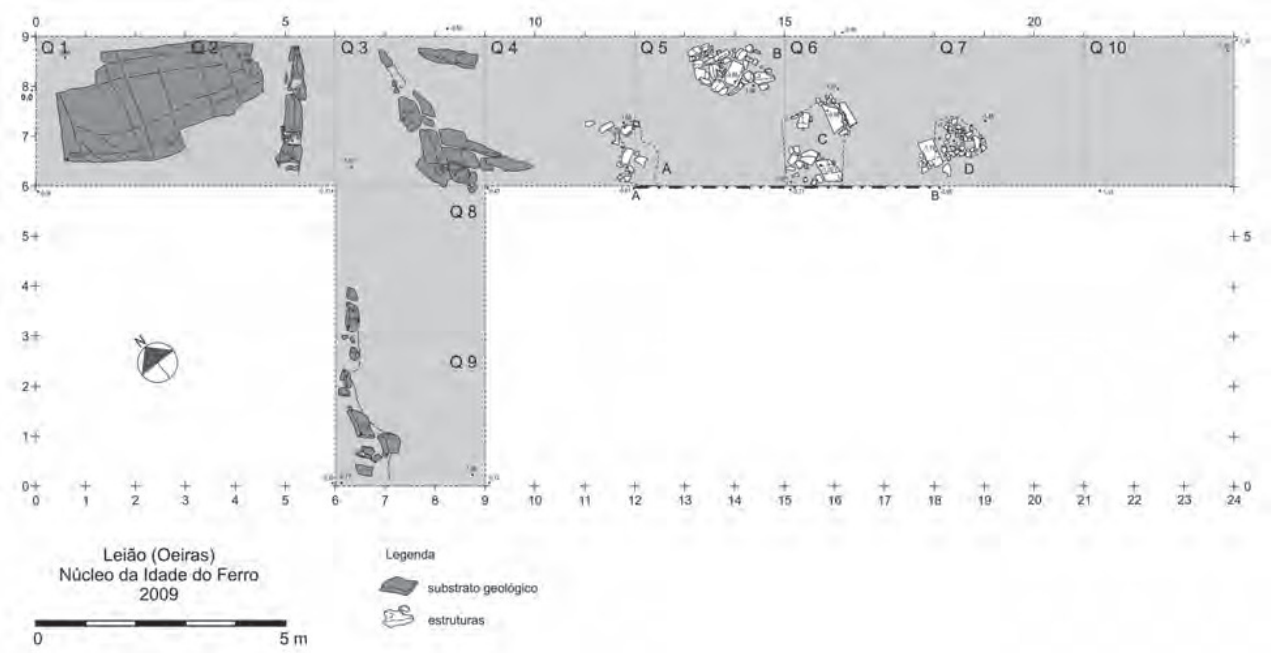 0 5 10 15 20
9 Q 1 Q 2 Q 3 Q 4 Q 5 B Q 6 Q 7 Q 10
8
7 C
A D
6
A B
Q 8
5 5
4
3
Q 9
N
2
1
0 0
0 1 2 3 4 5 6 7 8 9 10 11 12 13 14 15 16 17 18 19 20 21 22 23 24
Leião (Oeiras)
Núcleo da Idade do Ferro
2009
0 5 m
Legenda
substrato geológico
estruturas